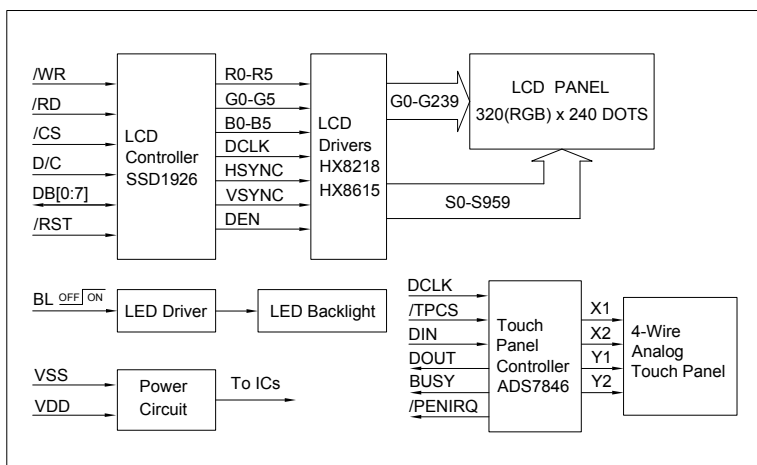 /WR
/RD
/CS
D/C
DB[0:7]
/RST
LCD
Controller
SSD1926
R0-R5
G0-G5
B0-B5
DCLK
HSYNC
VSYNC
DEN
LCD
Drivers
HX8218
HX8615
G0-G239
S0-S959
LCD PANEL
320(RGB) x 240 DOTS
BL OFF ON
LED Driver
LED Backlight
VSS
VDD
Power
Circuit
To ICs
DCLK
/TPCS
DIN
DOUT
BUSY
/PENIRQ
Touch
Panel
Controller
ADS7846
X1
X2
Y1
Y2
4-Wire
Analog
Touch Panel